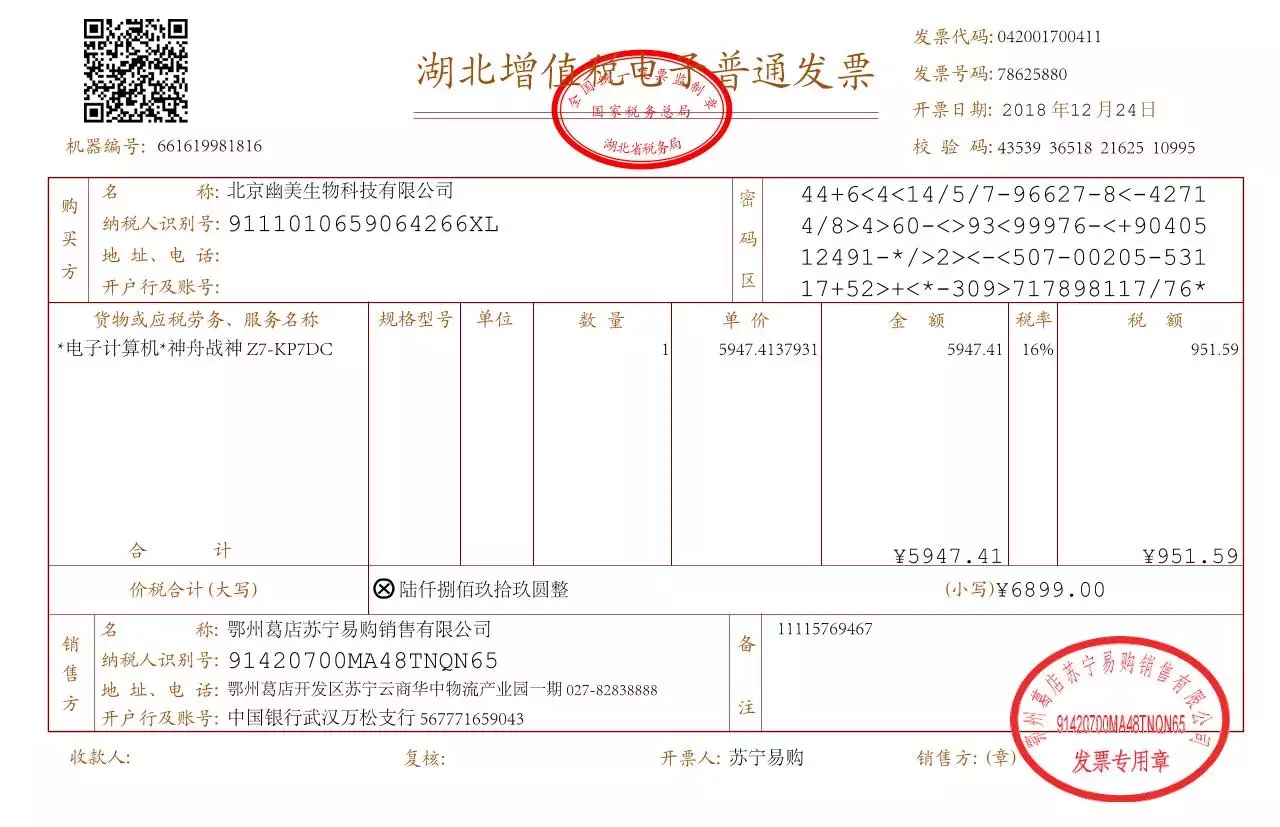 湖北增值税电子普通发票
全国统一发票监制章
国家税务总局
湖北省税务局
发票代码: 042001700411
发票号码: 78625880
开票日期: 2018 年12 月24日
校 验 码: 43539 36518 21625 10995
机器编号: 661619981816
购买方
名 称: 北京幽美生物科技有限公司
纳税人识别号: 9111010659064266XL
地 址、电 话:
开户行及账号:
密码区
44+6<4<14/5/7-96627-8<-4271
4/8>4>60-<>93<99976-<+90405
12491-*/>2><-<507-00205-531
17+52>+<*-309>717898117/76*
货物或应税劳务、服务名称 规格型号 单位 数 量 单 价 金 额 税率 税 额
*电子计算机*神舟战神 Z7-KP7DC 1 5947.4137931 5947.41 16% 951.59
合 计 ¥5947.41 ¥951.59
价税合计(大写) ⊗陆仟捌佰玖拾玖圆整 (小写)¥6899.00
销售方
名 称: 鄂州葛店苏宁易购销售有限公司
纳税人识别号: 91420700MA48TNQN65
地 址、电 话: 鄂州葛店开发区苏宁云商华中物流产业园一期 027-82838888
开户行及账号: 中国银行武汉万松支行 567771659043
备注
11115769467
收款人: 复核: 开票人: 苏宁易购 销售方: (章)
鄂州葛店苏宁易购销售有限公司
91420700MA48TNQN65
发票专用章